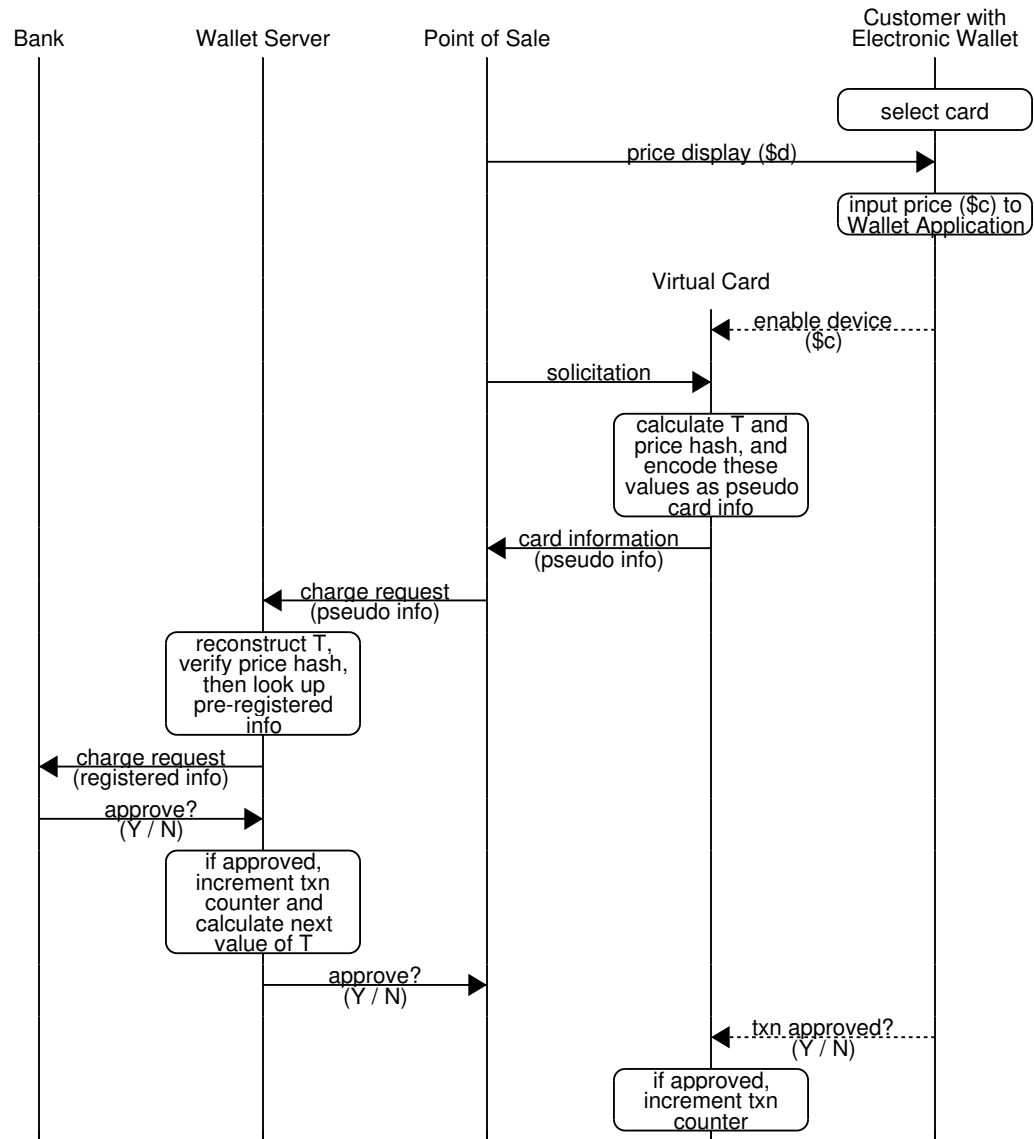 Bank
Wallet Server
Point of Sale
Customer with
Electronic Wallet
select card
price display ($d)
input price ($c) to
Wallet Application
Virtual Card
enable device
($c)
solicitation
calculate T and
price hash, and
encode these
values as pseudo
card info
card information
(pseudo info)
charge request
(pseudo info)
reconstruct T,
verify price hash,
then look up
pre-registered
info
charge request
(registered info)
approve?
(Y / N)
if approved,
increment txn
counter and
calculate next
value of T
approve?
(Y / N)
txn approved?
(Y / N)
if approved,
increment txn
counter